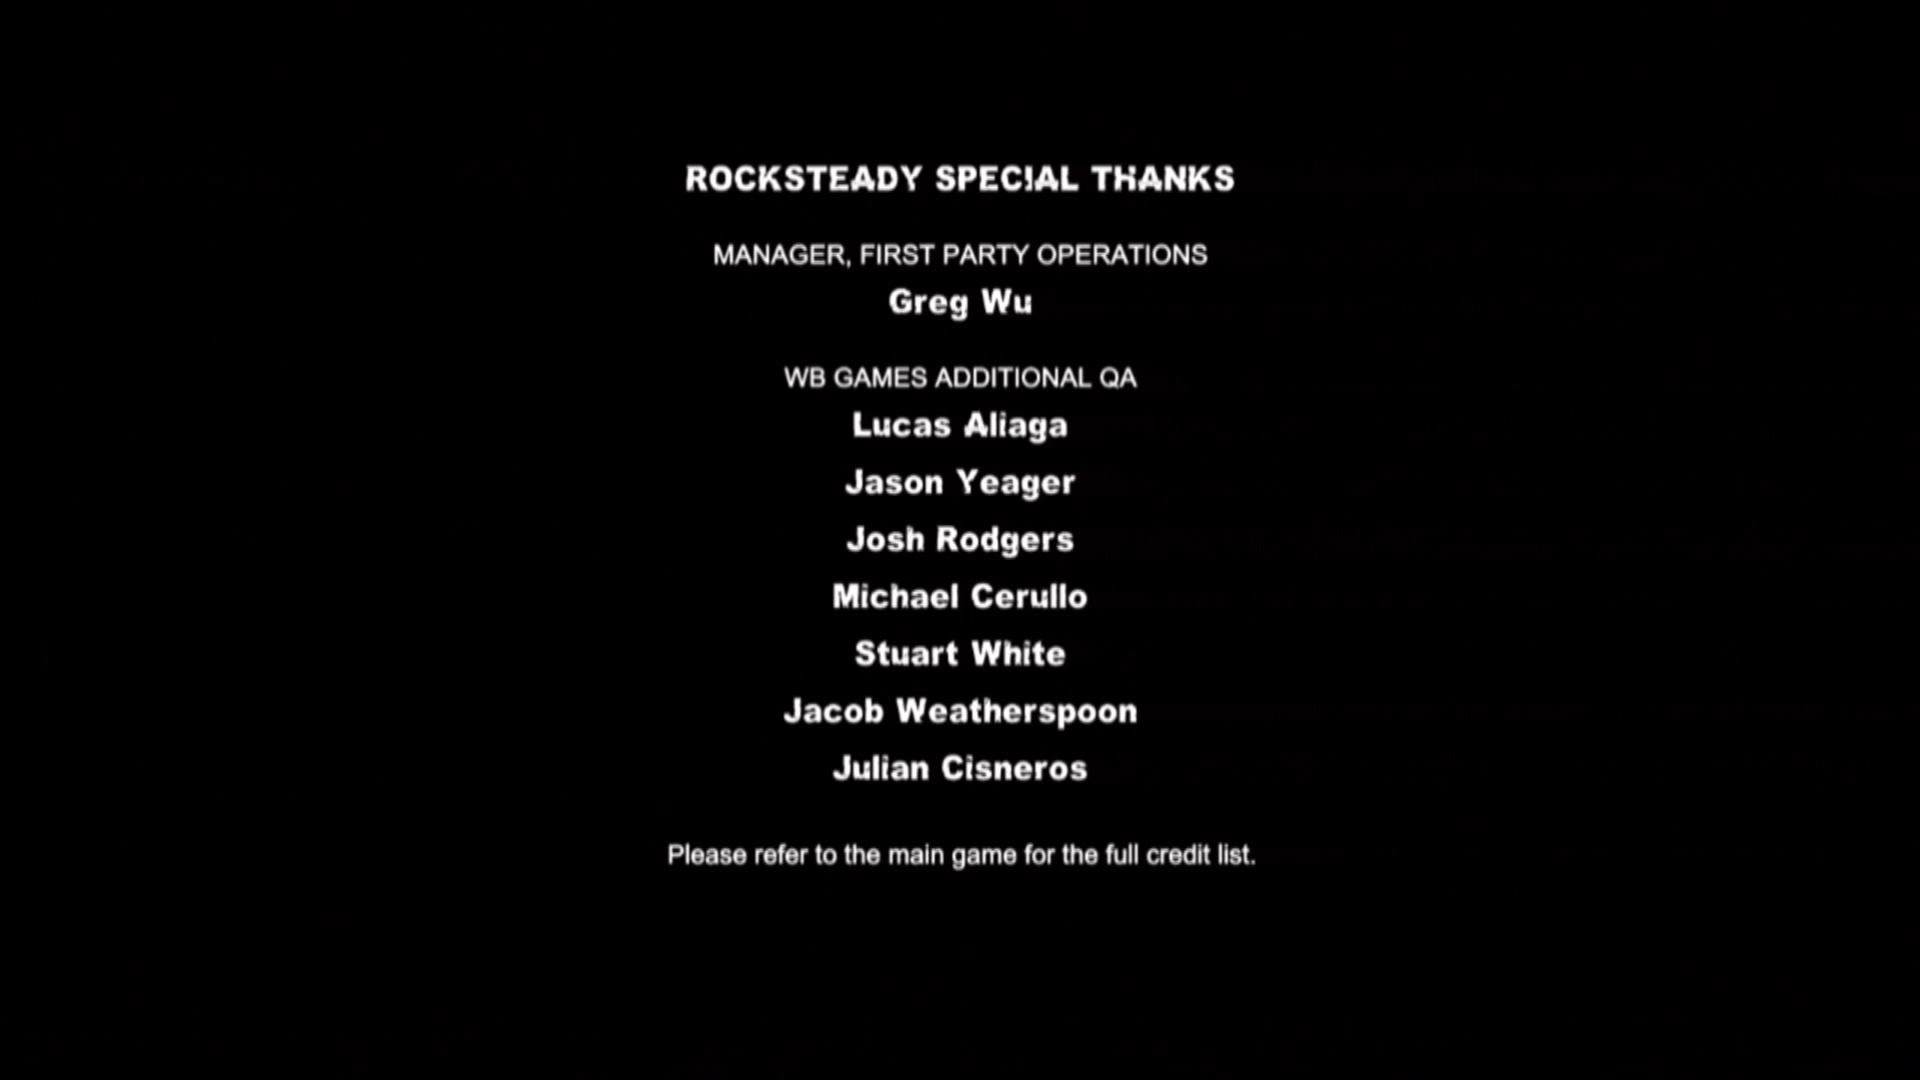 ROCKSTEADY SPECIAL THANKS
MANAGER, FIRST PARTY OPERATIONS
Greg Wu
WB GAMES ADDITIONAL QA
Lucas Aliaga
Jason Yeager
Josh Rodgers
Michael Cerullo
Stuart White
Jacob Weatherspoon
Julian Cisneros
Please refer to the main game for the full credit list.